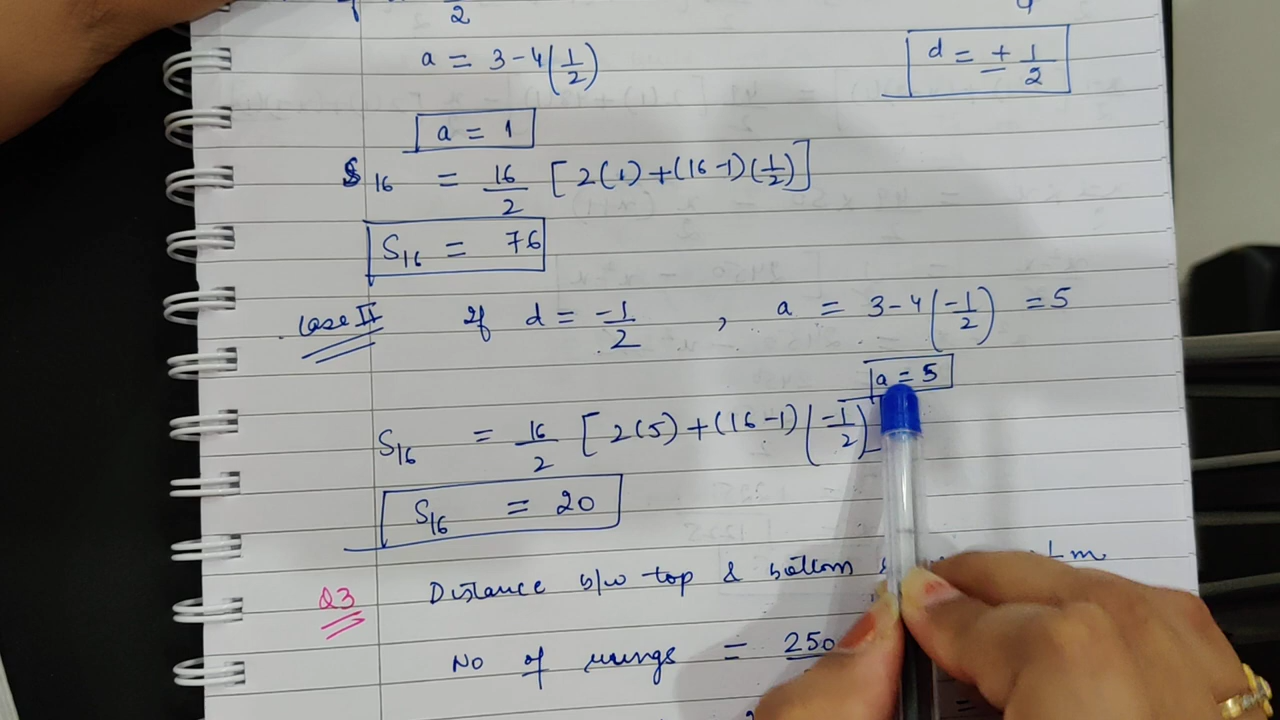 2
a = 3-4(1/2)
d = ± 1/2
a = 1
S16 = 16/2 [2(1)+(16-1)(1/2)]
S16 = 76
Case II If d = -1/2 , a = 3-4(-1/2) = 5
a = 5
S16 = 16/2 [2(5)+(16-1)(-1/2)
S16 = 20
Q3 Distance b/w top & bottom m
No of rungs = 250